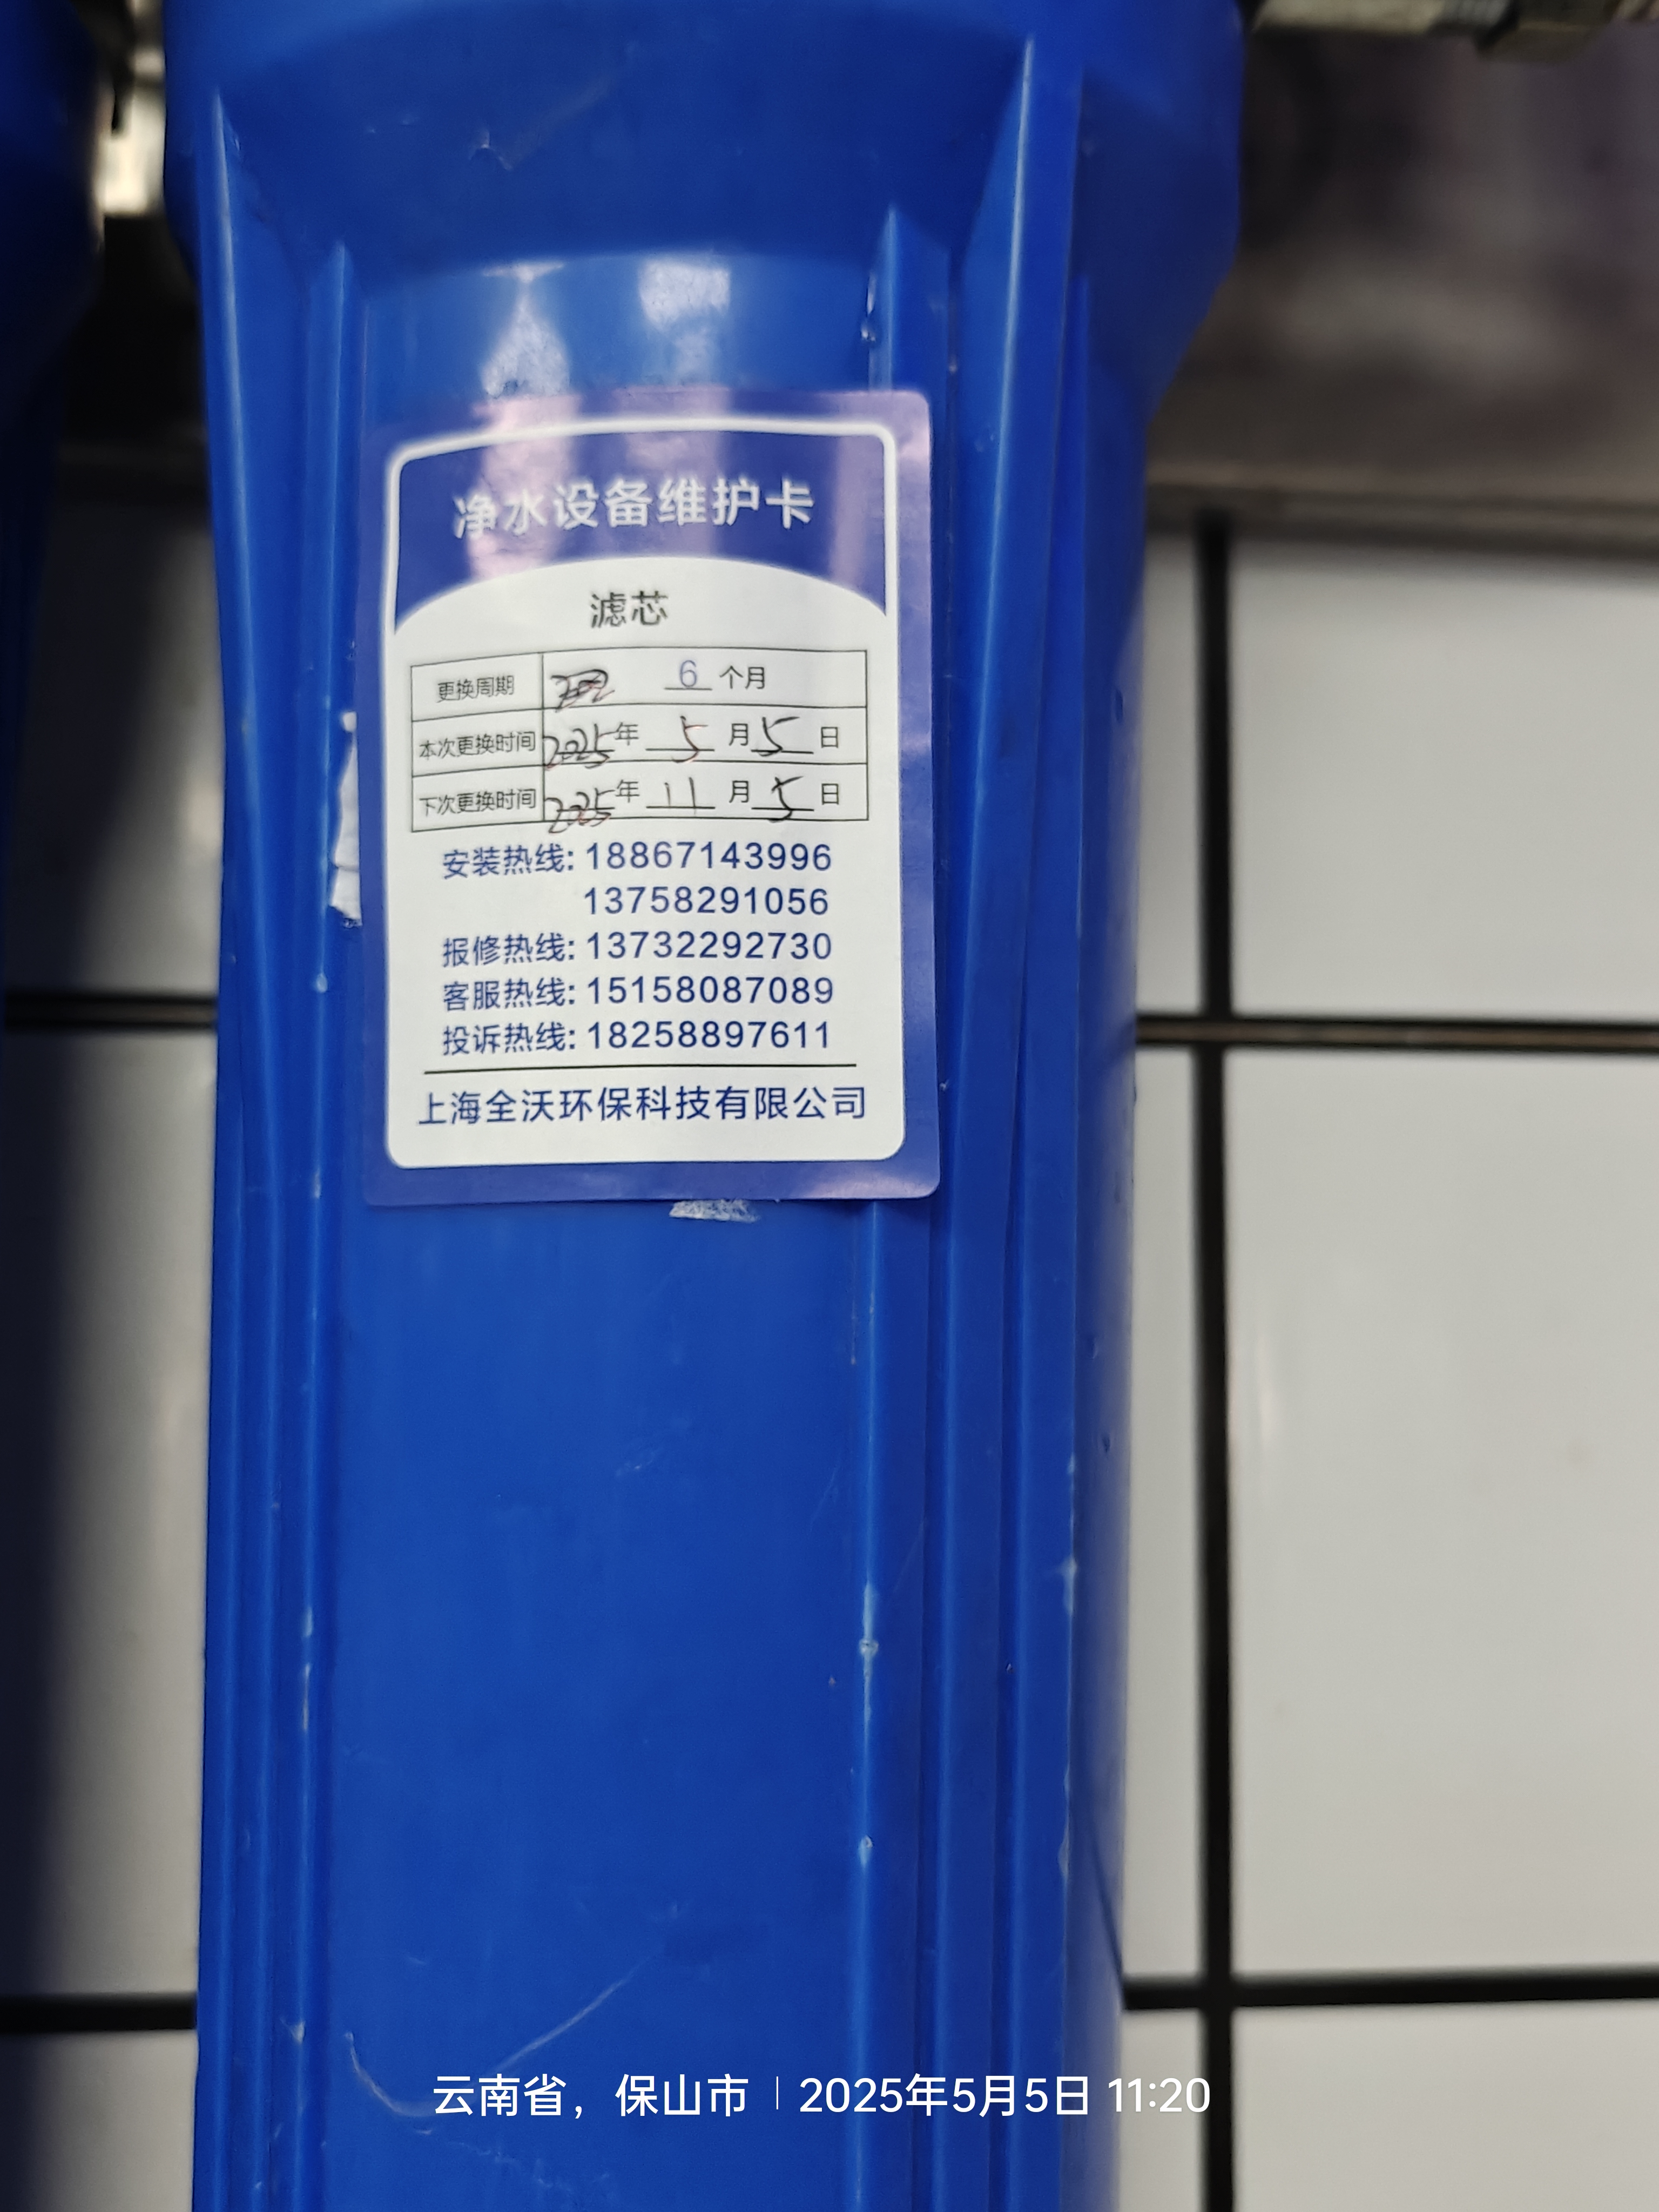 净水设备维护卡
滤芯
更换周期 6 个月
本次更换时间 2025年 5 月 5 日
下次更换时间 2025年 11 月 5 日
安装热线: 18867143996
13758291056
报修热线: 13732292730
客服热线: 15158087089
投诉热线: 18258897611
上海全沃环保科技有限公司
云南省，保山市 | 2025年5月5日 11:20